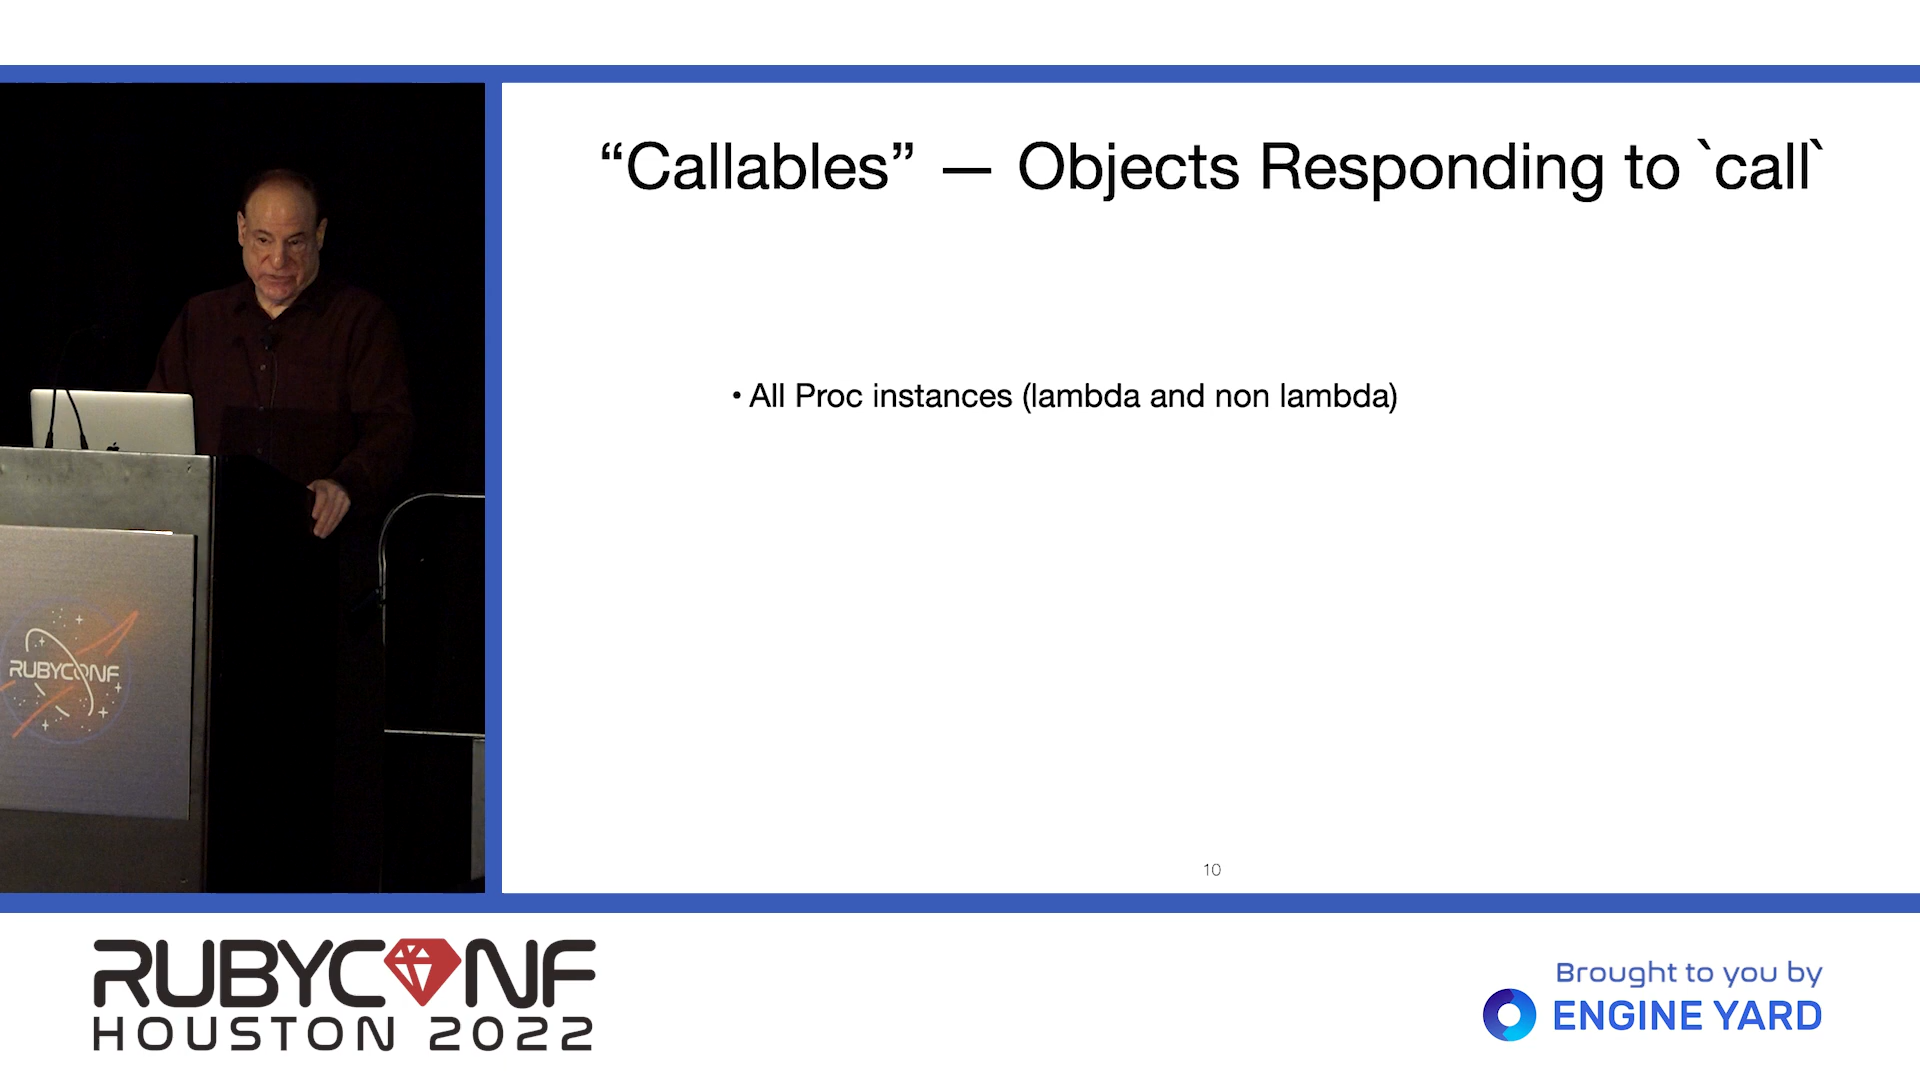 “Callables” — Objects Responding to `call`
• All Proc instances (lambda and non lambda)
10
RUBYCONF
RUBYCONF
HOUSTON 2022
Brought to you by
ENGINE YARD